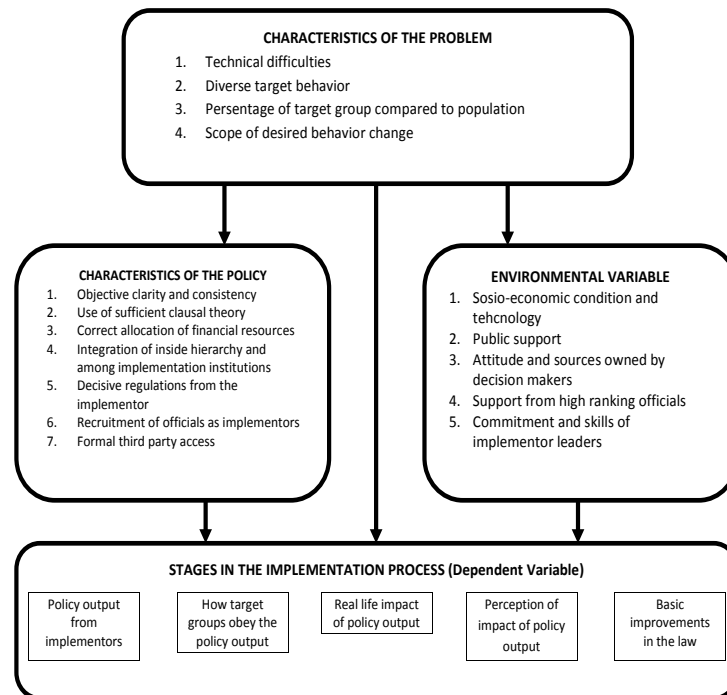 CHARACTERISTICS OF THE PROBLEM
1. Technical difficulties
2. Diverse target behavior
3. Percentage of target group compared to population
4. Scope of desired behavior change
CHARACTERISTICS OF THE POLICY
1. Objective clarity and consistency
2. Use of sufficient clausal theory
3. Correct allocation of financial resources
4. Integration of inside hierarchy and
among implementation institutions
5. Decisive regulations from the
implementor
6. Recruitment of officials as implementors
7. Formal third party access
ENVIRONMENTAL VARIABLE
1. Sosio-economic condition and
tehcnology
2. Public support
3. Attitude and sources owned by
decision makers
4. Support from high ranking officials
5. Commitment and skills of
implementor leaders
STAGES IN THE IMPLEMENTATION PROCESS (Dependent Variable)
Policy output
from
implementors
How target
groups obey the
policy output
Real life impact
of policy output
Perception of
impact of policy
output
Basic
improvements
in the law